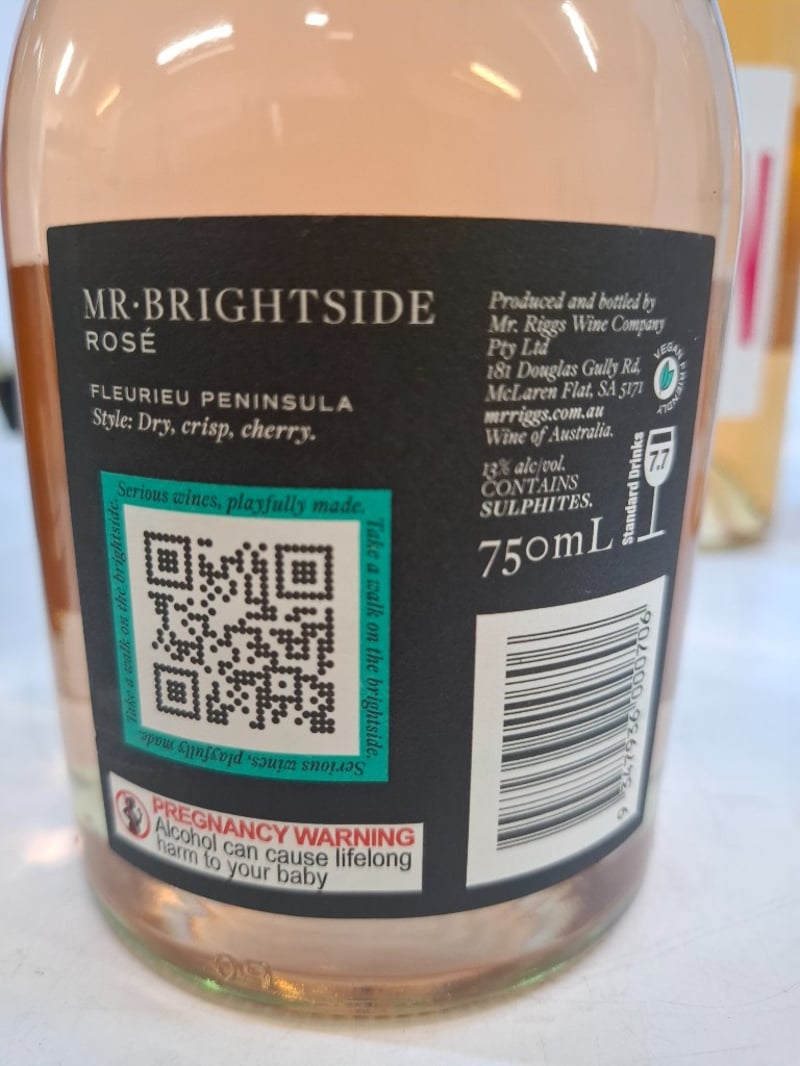 MR·BRIGHTSIDE
ROSÉ
FLEURIEU PENINSULA
Style: Dry, crisp, cherry.
Serious wines, playfully made.
Take a walk on the brightside.
Serious wines, playfully made.
Take a walk on the brightside.
PREGNANCY WARNING
Alcohol can cause lifelong
harm to your baby
Produced and bottled by
Mr. Riggs Wine Company
Pty Ltd
181 Douglas Gully Rd,
McLaren Flat, SA 5171
mrriggs.com.au
Wine of Australia.
VEGAN FRIENDLY
13% alc/vol.
CONTAINS
SULPHITES.
750mL
Standard Drinks
7.7
9 347936 000706